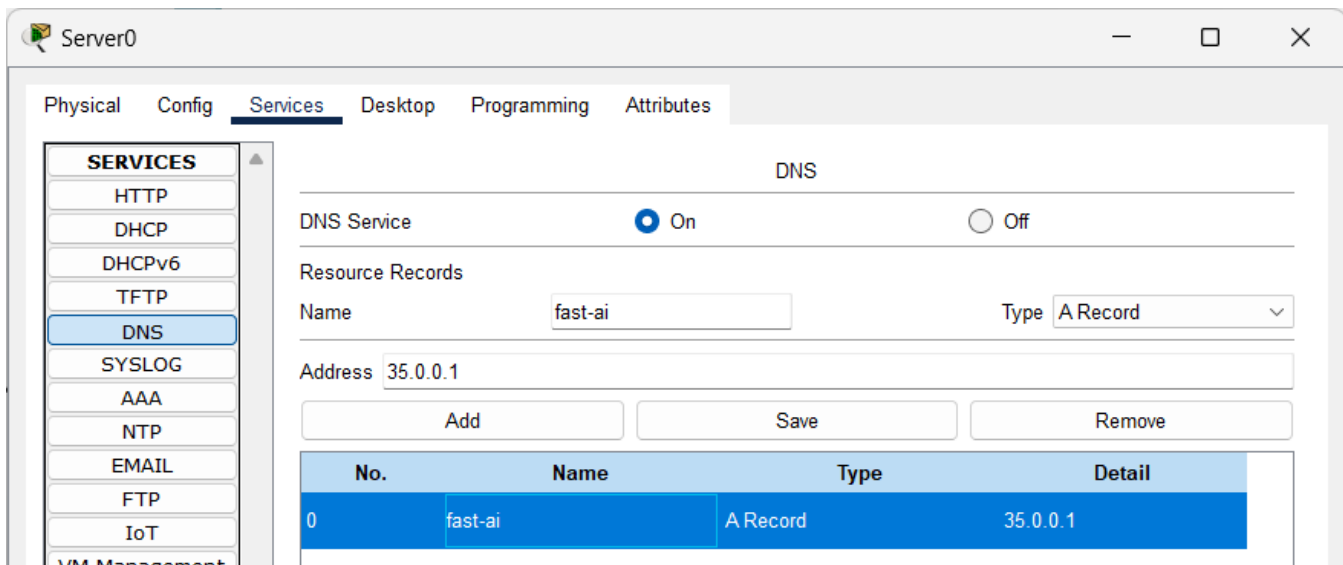 Server0
Physical Config Services Desktop Programming Attributes
SERVICES
HTTP
DHCP
DHCPv6
TFTP
DNS
SYSLOG
AAA
NTP
EMAIL
FTP
IoT
VM Management
DNS
DNS Service On Off
Resource Records
Name fast-ai Type A Record
Address 35.0.0.1
Add Save Remove
No. Name Type Detail
0 fast-ai A Record 35.0.0.1